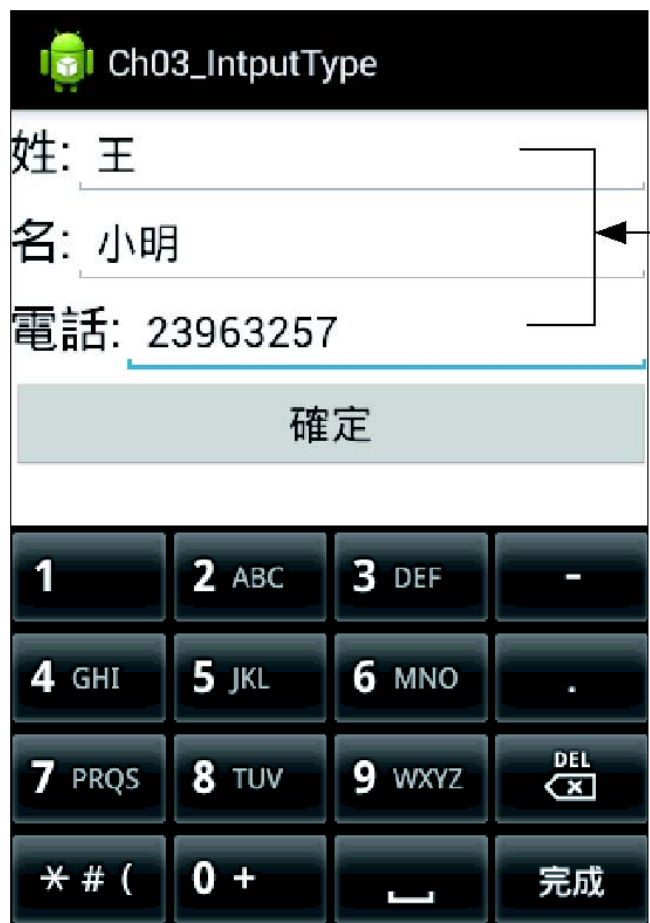 Ch03_IntputType
姓: 王
名: 小明
電話: 23963257
確定
1 2 ABC 3 DEF -
4 GHI 5 JKL 6 MNO .
7 PRQS 8 TUV 9 WXYZ DEL
* # ( 0 + 完成